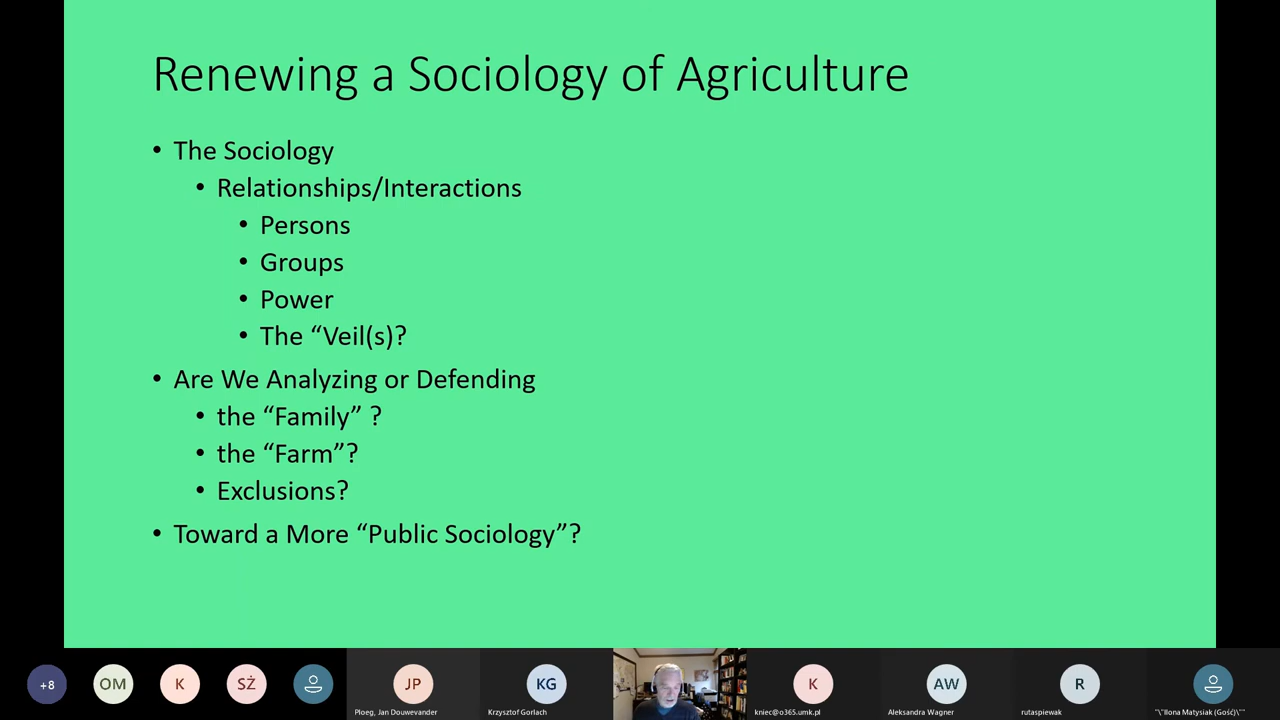 Renewing a Sociology of Agriculture
• The Sociology
• Relationships/Interactions
• Persons
• Groups
• Power
• The “Veil(s)?
• Are We Analyzing or Defending
• the “Family” ?
• the “Farm”?
• Exclusions?
• Toward a More “Public Sociology”?
+8
OM
K
SŻ
JP
Ploeg, Jan Douwevander
KG
Krzysztof Gorlach
K
kniec@o365.umk.pl
AW
Aleksandra Wagner
R
rutaspiewak
"\"Ilona Matysiak (Gość)\""